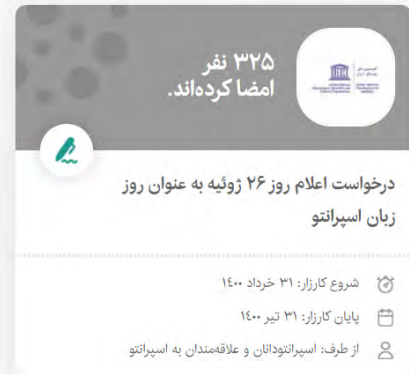 ۳۲۵ نفر
امضا کرده‌اند.
درخواست اعلام روز ۲۶ ژوئیه به عنوان روز
زبان اسپرانتو
شروع کارزار: ۳۱ خرداد ۱۴۰۰
پایان کارزار: ۳۱ تیر ۱۴۰۰
از طرف: اسپرانتودانان و علاقه‌مندان به اسپرانتو